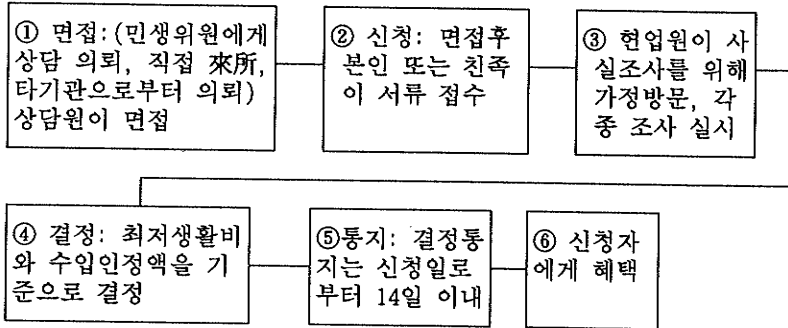 ① 면접:(민생위원에게
상담 의뢰, 직접 來所,
타기관으로부터 의뢰)
상담원이 면접
② 신청: 면접후
본인 또는 친족
이 서류 접수
③ 현업원이 사
실조사를 위해
가정방문, 각
종 조사 실시
④ 결정: 최저생활비
와 수입인정액을 기
준으로 결정
⑤통지: 결정통
지는 신청일로
부터 14일 이내
⑥ 신청자
에게 혜택